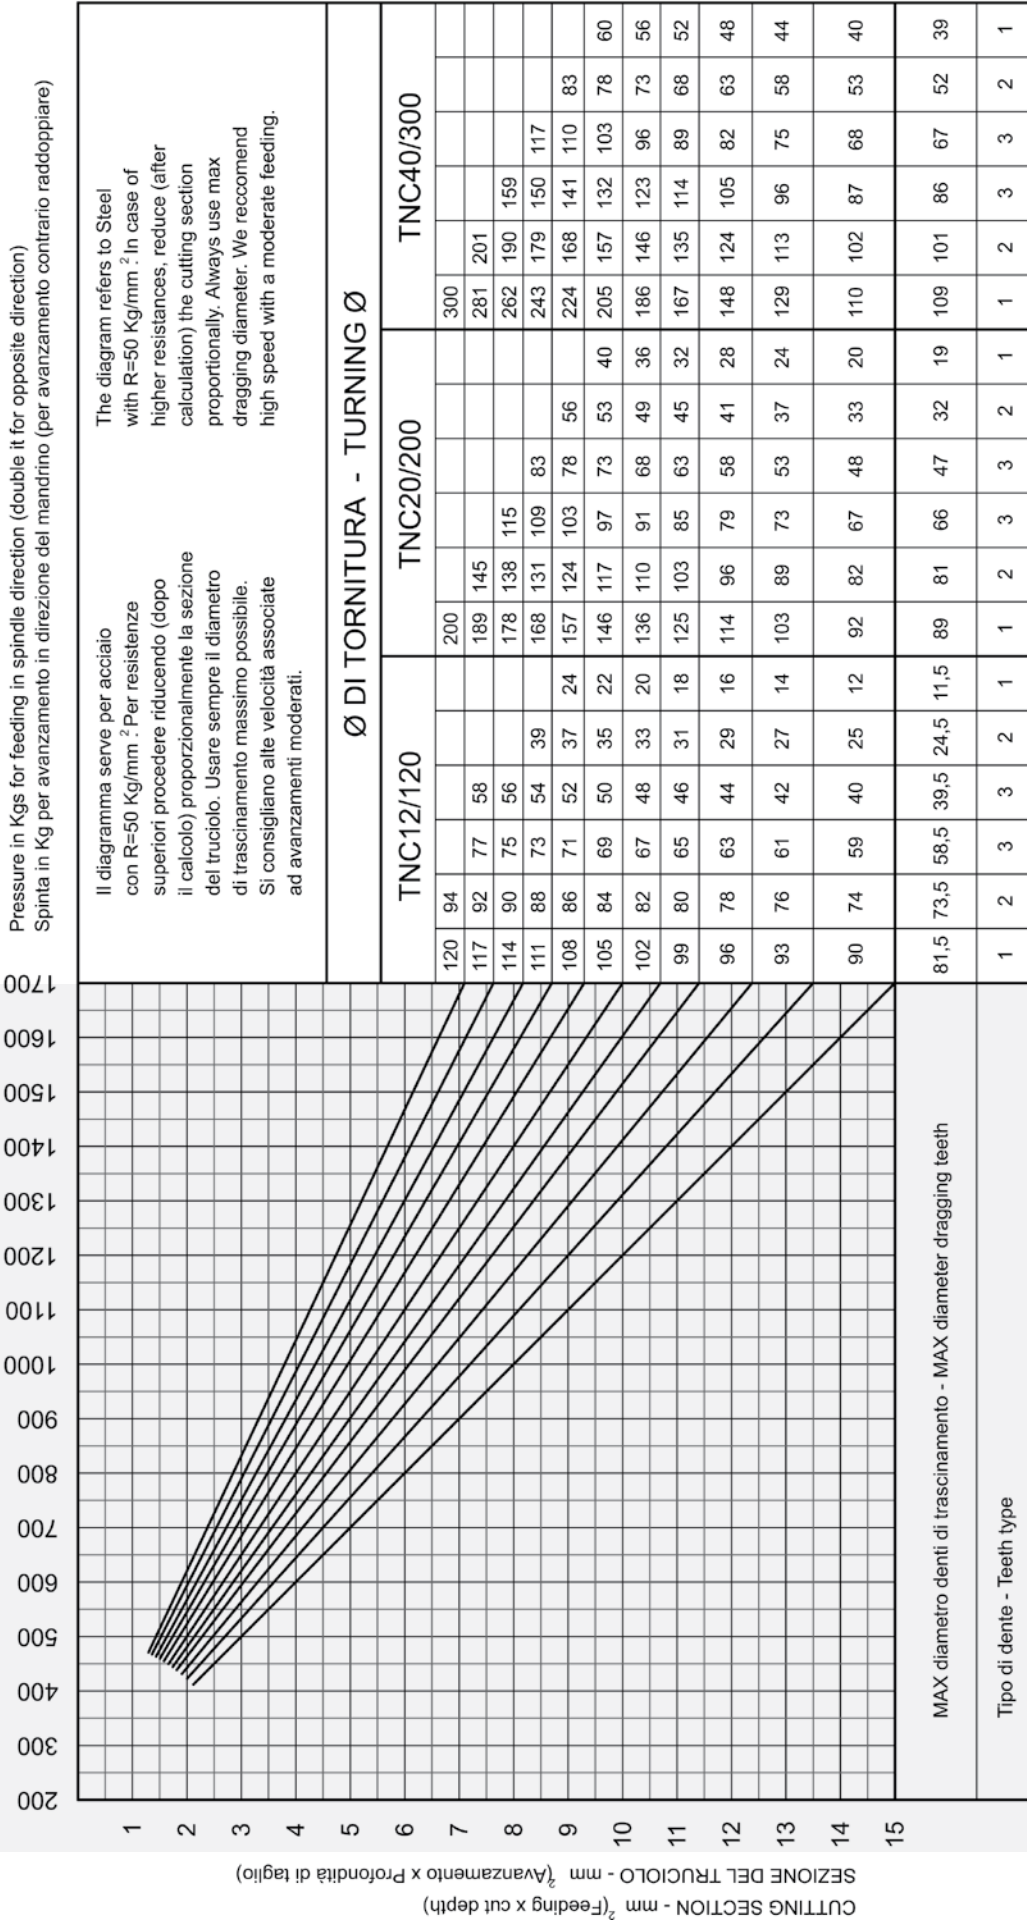 Pressure in Kgs for feeding in spindle direction (double it for opposite direction)
Spinta in Kg per avanzamento in direzione del mandrino (per avanzamento contrario raddoppiare)
200 300 400 500 600 700 800 900 1000 1100 1200 1300 1400 1500 1600 1700
1
2
3
4
5
6
7
8
9
10
11
12
13
14
15
SEZIONE DEL TRUCIOLO - mm ² (Avanzamento x Profondità di taglio)
CUTTING SECTION - mm ² (Feeding x cut depth)
Il diagramma serve per acciaio
con R=50 Kg/mm ². Per resistenze
superiori procedere riducendo (dopo
il calcolo) proporzionalmente la sezione
del truciolo. Usare sempre il diametro
di trascinamento massimo possibile.
Si consigliano alte velocità associate
ad avanzamenti moderati.
The diagram refers to Steel
with R=50 Kg/mm ². In case of
higher resistances, reduce (after
calculation) the cutting section
proportionally. Always use max
dragging diameter. We reccomend
high speed with a moderate feeding.
Ø DI TORNITURA - TURNING Ø
TNC12/120 TNC20/200 TNC40/300
120 94 200 300
117 92 77 58 189 145 281 201
114 90 75 56 178 138 115 262 190 159
111 88 73 54 39 168 131 109 83 243 179 150 117
108 86 71 52 37 24 157 124 103 78 56 224 168 141 110 83
105 84 69 50 35 22 146 117 97 73 53 40 205 157 132 103 78 60
102 82 67 48 33 20 136 110 91 68 49 36 186 146 123 96 73 56
99 80 65 46 31 18 125 103 85 63 45 32 167 135 114 89 68 52
96 78 63 44 29 16 114 96 79 58 41 28 148 124 105 82 63 48
93 76 61 42 27 14 103 89 73 53 37 24 129 113 96 75 58 44
90 74 59 40 25 12 92 82 67 48 33 20 110 102 87 68 53 40
MAX diametro denti di trascinamento - MAX diameter dragging teeth 81,5 73,5 58,5 39,5 24,5 11,5 89 81 66 47 32 19 109 101 86 67 52 39
Tipo di dente - Teeth type 1 2 3 3 2 1 1 2 3 3 2 1 1 2 3 3 2 1